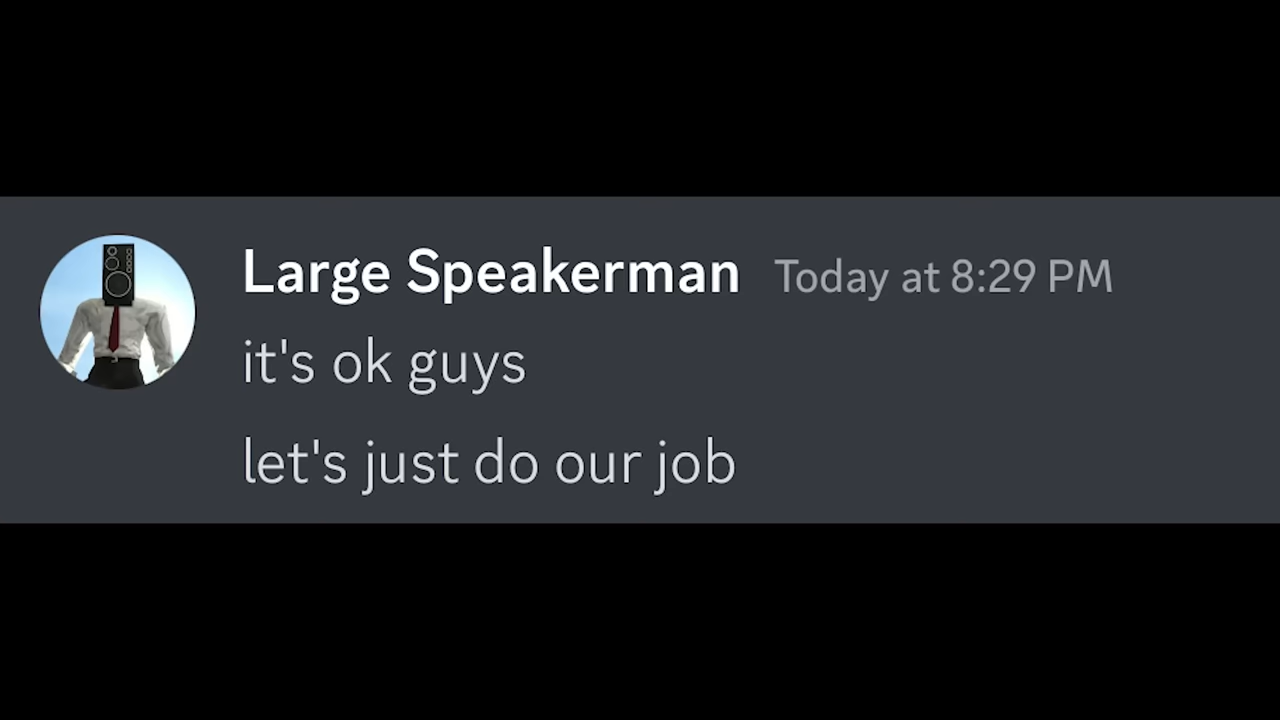 Large Speakerman Today at 8:29 PM
it's ok guys
let's just do our job